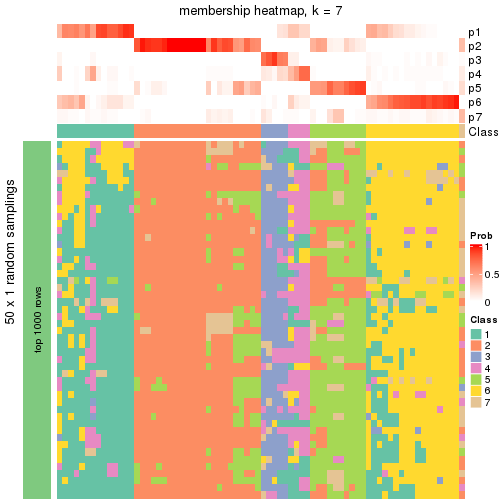 membership heatmap, k = 7
p1
p2
p3
p4
p5
p6
p7
Class
50 x 1 random samplings
top 1000 rows
Prob
1
0.5
0
Class
1
2
3
4
5
6
7